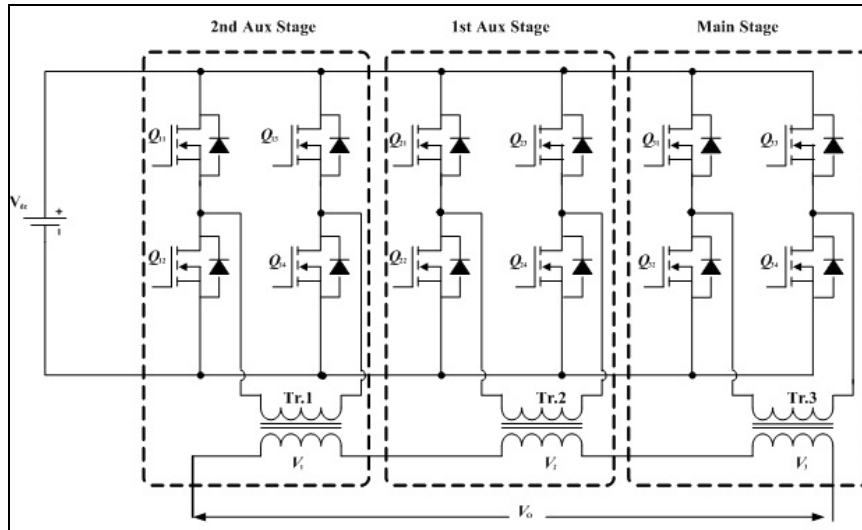 2nd Aux Stage 1st Aux Stage Main Stage
Q11 Q13 Q21 Q23 Q31 Q33
Vdc
+
-
Q12 Q14 Q22 Q24 Q32 Q34
Tr.1 Tr.2 Tr.3
V1 V2 V3
VO